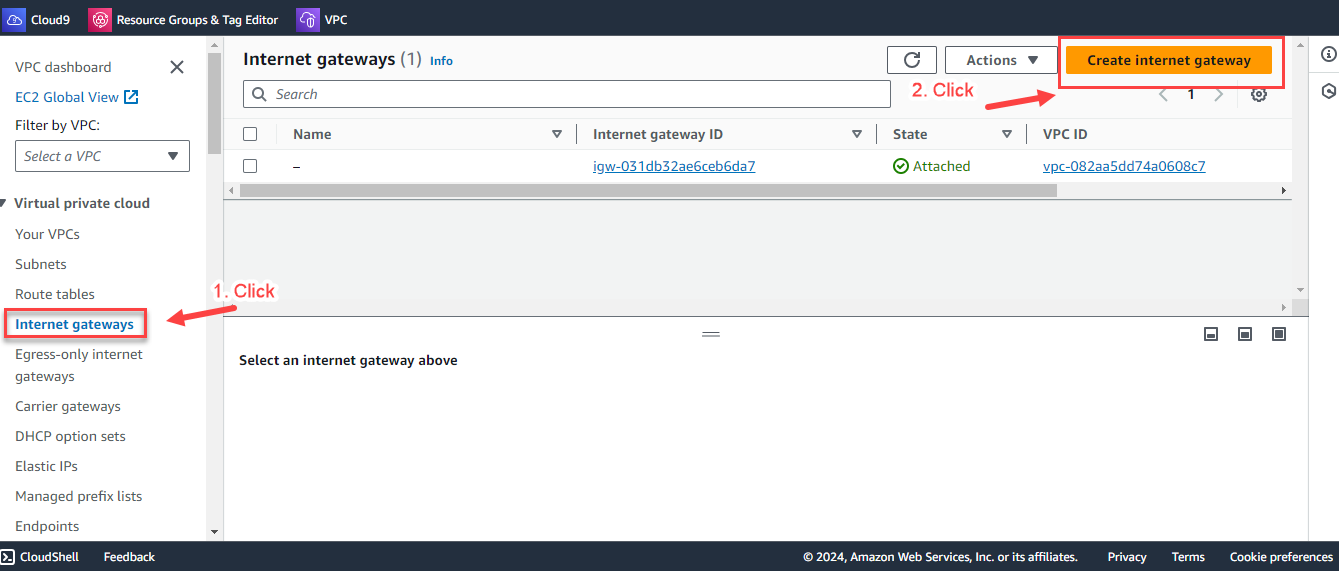 Cloud9 Resource Groups & Tag Editor VPC
VPC dashboard
EC2 Global View
Filter by VPC:
Select a VPC
Virtual private cloud
Your VPCs
Subnets
Route tables
Internet gateways
Egress-only internet
gateways
Carrier gateways
DHCP option sets
Elastic IPs
Managed prefix lists
Endpoints
1. Click
Internet gateways (1) Info
Actions
Create internet gateway
Search
2. Click
1
Name Internet gateway ID State VPC ID
– igw-031db32ae6ceb6da7 Attached vpc-082aa5dd74a0608c7
Select an internet gateway above
CloudShell Feedback © 2024, Amazon Web Services, Inc. or its affiliates. Privacy Terms Cookie preferences